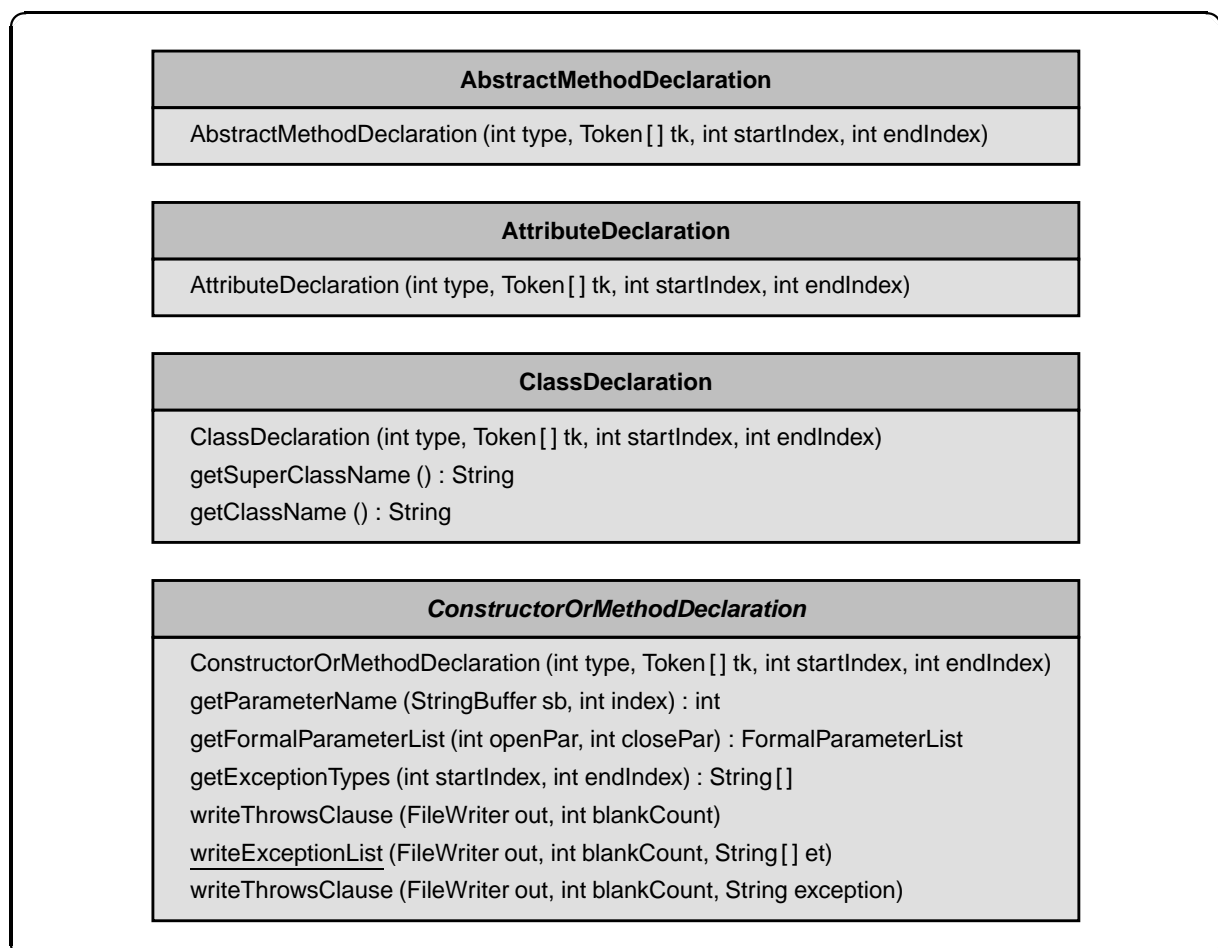 AbstractMethodDeclaration
AbstractMethodDeclaration (int type, Token[] tk, int startIndex, int endIndex)
AttributeDeclaration
AttributeDeclaration (int type, Token[] tk, int startIndex, int endIndex)
ClassDeclaration
ClassDeclaration (int type, Token[] tk, int startIndex, int endIndex)
getSuperClassName () : String
getClassName () : String
ConstructorOrMethodDeclaration
ConstructorOrMethodDeclaration (int type, Token[] tk, int startIndex, int endIndex)
getParameterName (StringBuffer sb, int index) : int
getFormalParameterList (int openPar, int closePar) : FormalParameterList
getExceptionTypes (int startIndex, int endIndex) : String[]
writeThrowsClause (FileWriter out, int blankCount)
writeExceptionList (FileWriter out, int blankCount, String[] et)
writeThrowsClause (FileWriter out, int blankCount, String exception)